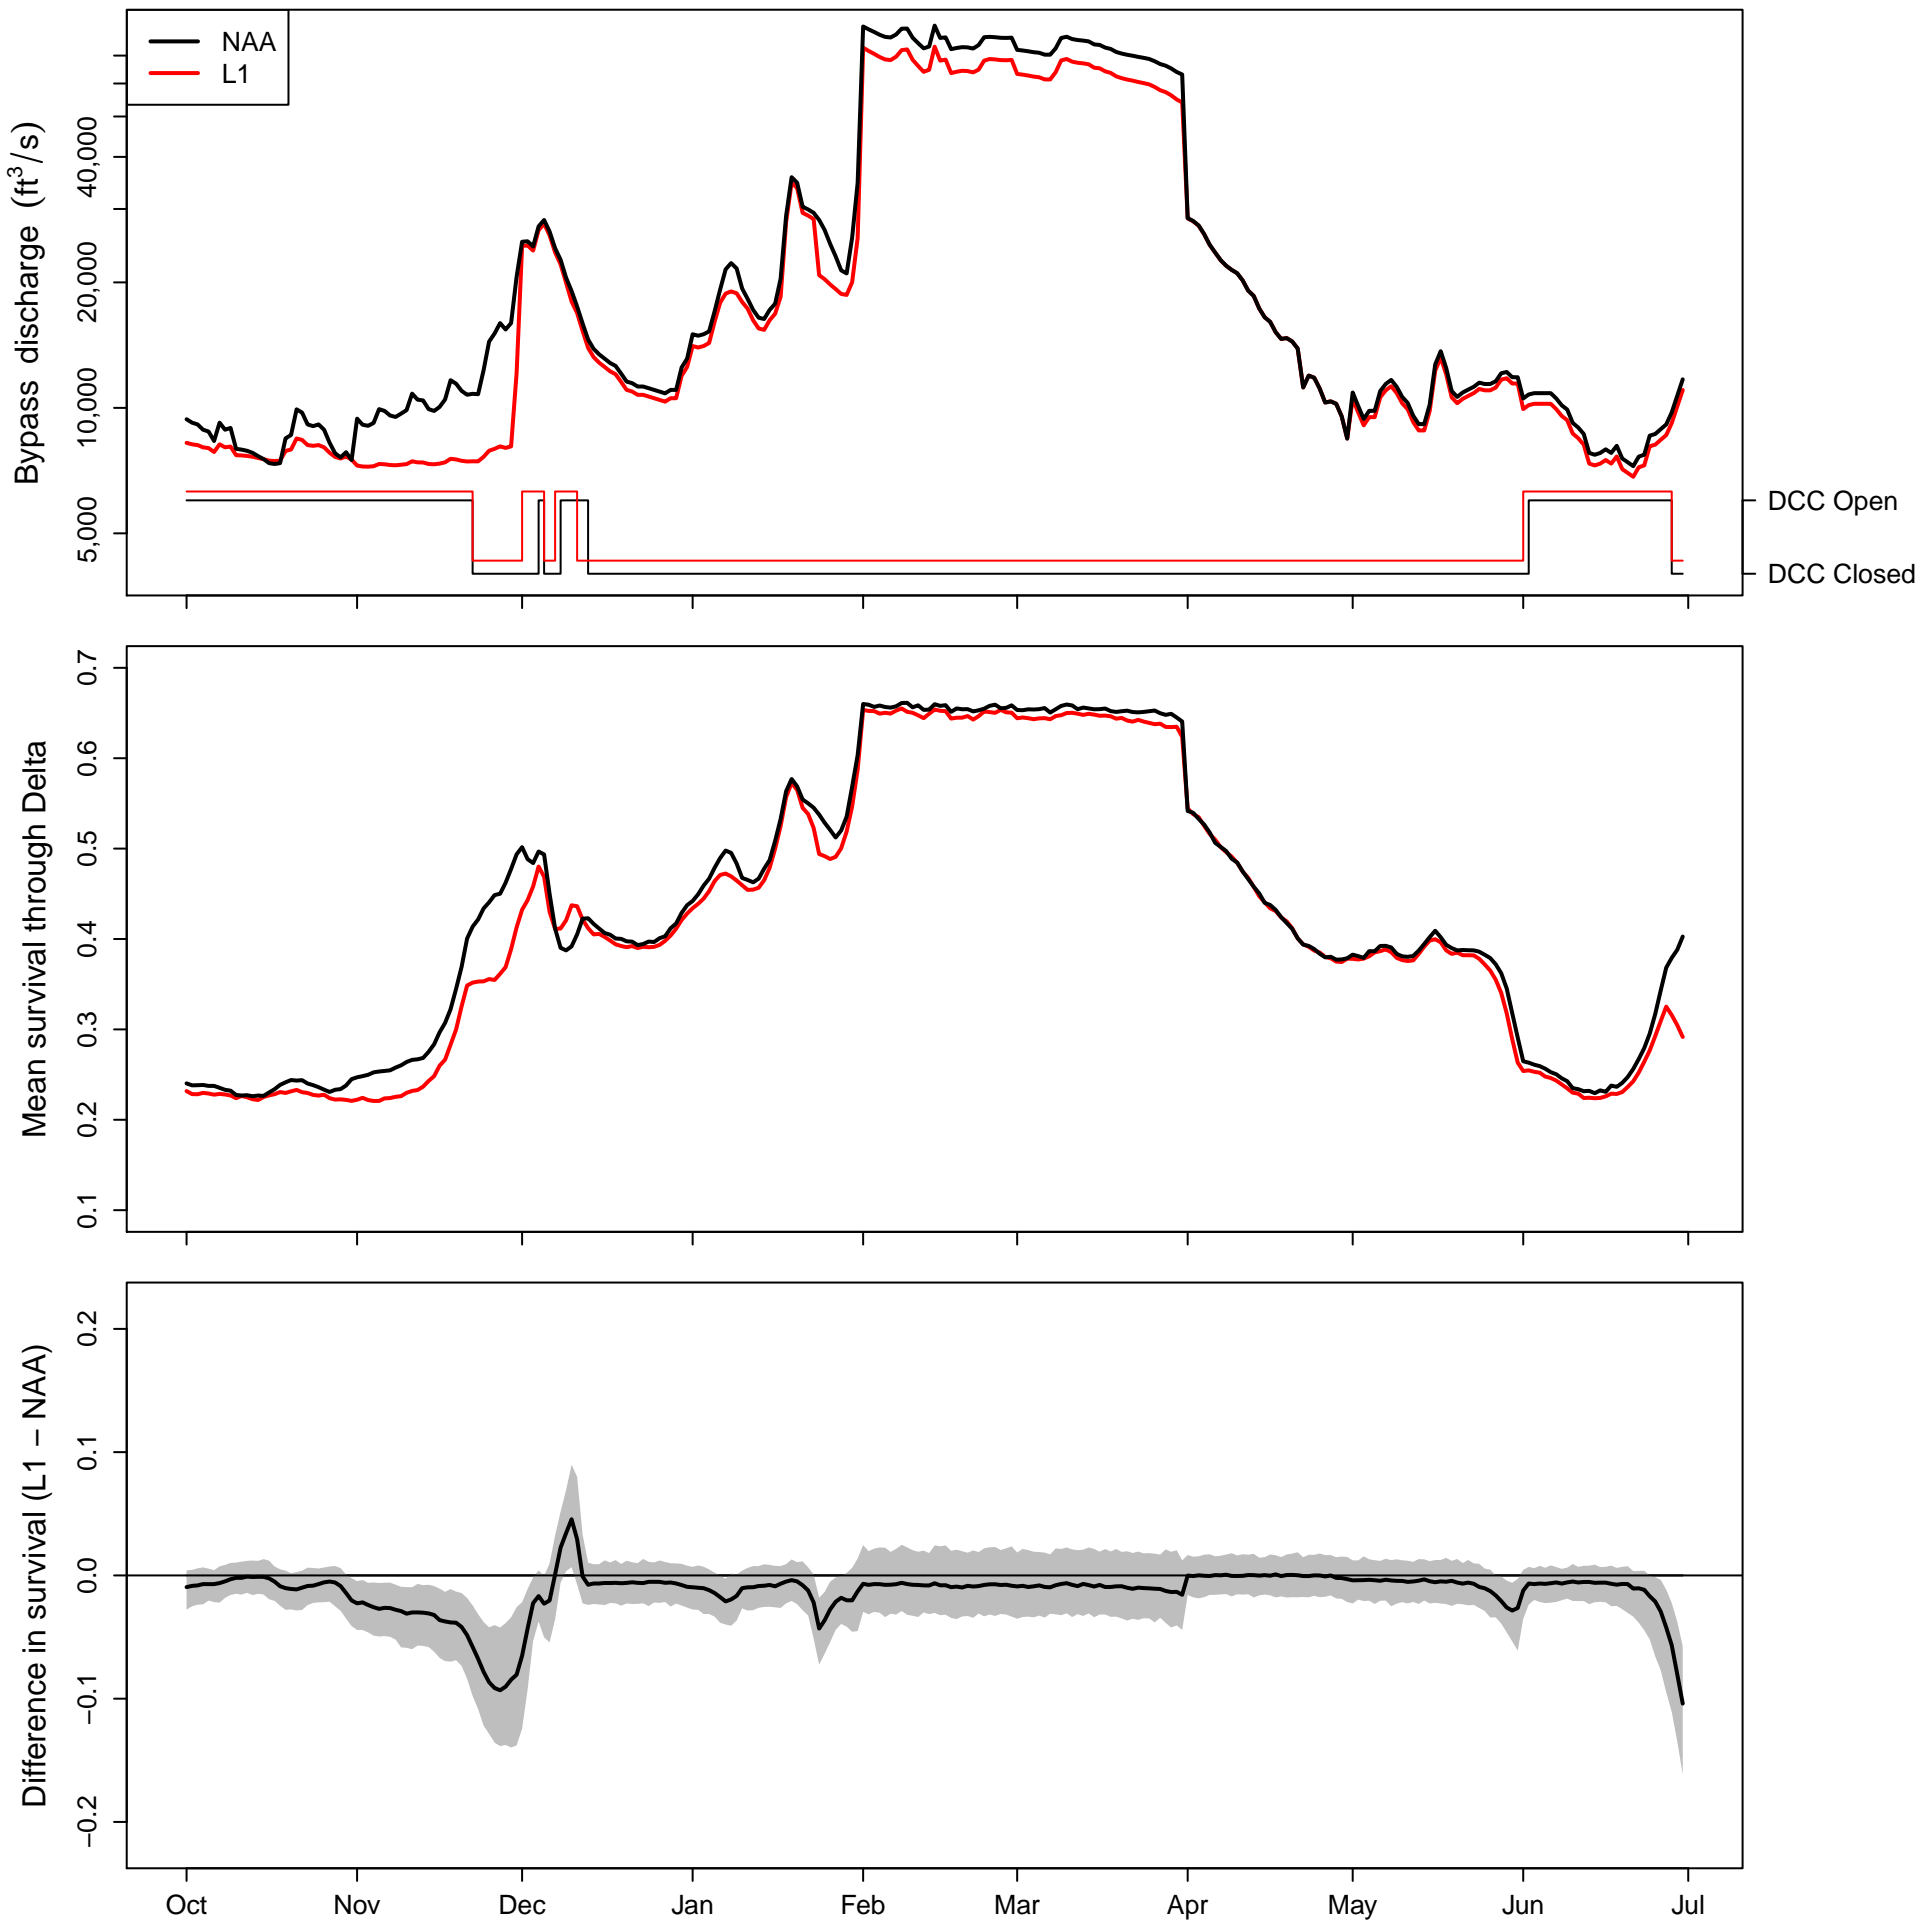 NAA
L1
Bypass discharge (ft³/s)
40,000
20,000
10,000
5,000
DCC Open
DCC Closed
Mean survival through Delta
0.7
0.6
0.5
0.4
0.3
0.2
0.1
Difference in survival (L1 − NAA)
0.2
0.1
0.0
−0.1
−0.2
Oct Nov Dec Jan Feb Mar Apr May Jun Jul